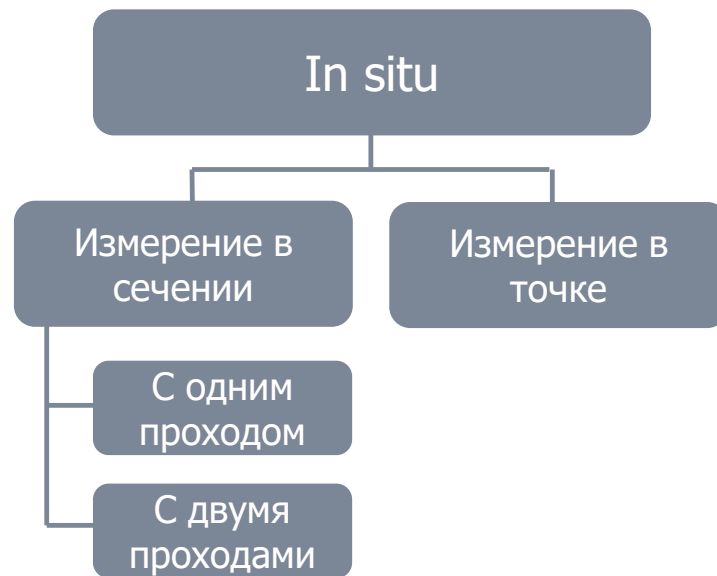 In situ
Измерение в
сечении
Измерение в
точке
С одним
проходом
С двумя
проходами